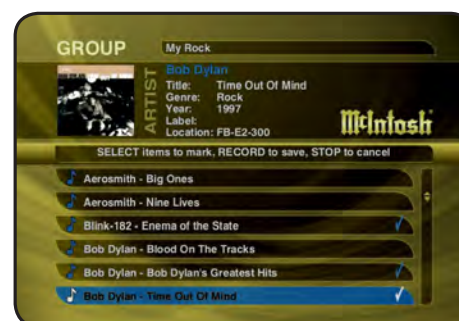 GROUP My Rock
ARTIST
Bob Dylan
Title: Time Out Of Mind
Genre: Rock
Year: 1997
Label:
Location: FB-E2-300
McIntosh
SELECT items to mark, RECORD to save, STOP to cancel
Aerosmith - Big Ones
Aerosmith - Nine Lives
Blink-182 - Enema of the State
Bob Dylan - Blood On The Tracks
Bob Dylan - Bob Dylan's Greatest Hits
Bob Dylan - Time Out Of Mind